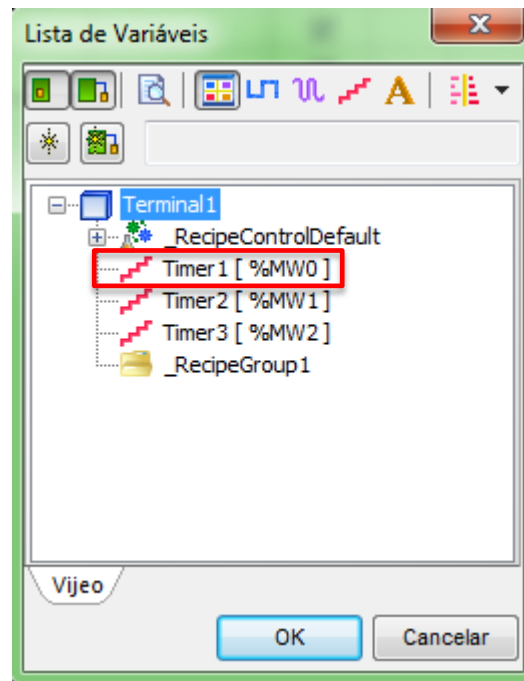 Lista de Variáveis
A
Terminal1
_RecipeControlDefault
Timer1 [ %MW0 ]
Timer2 [ %MW1 ]
Timer3 [ %MW2 ]
_RecipeGroup1
Vijeo
OK Cancelar